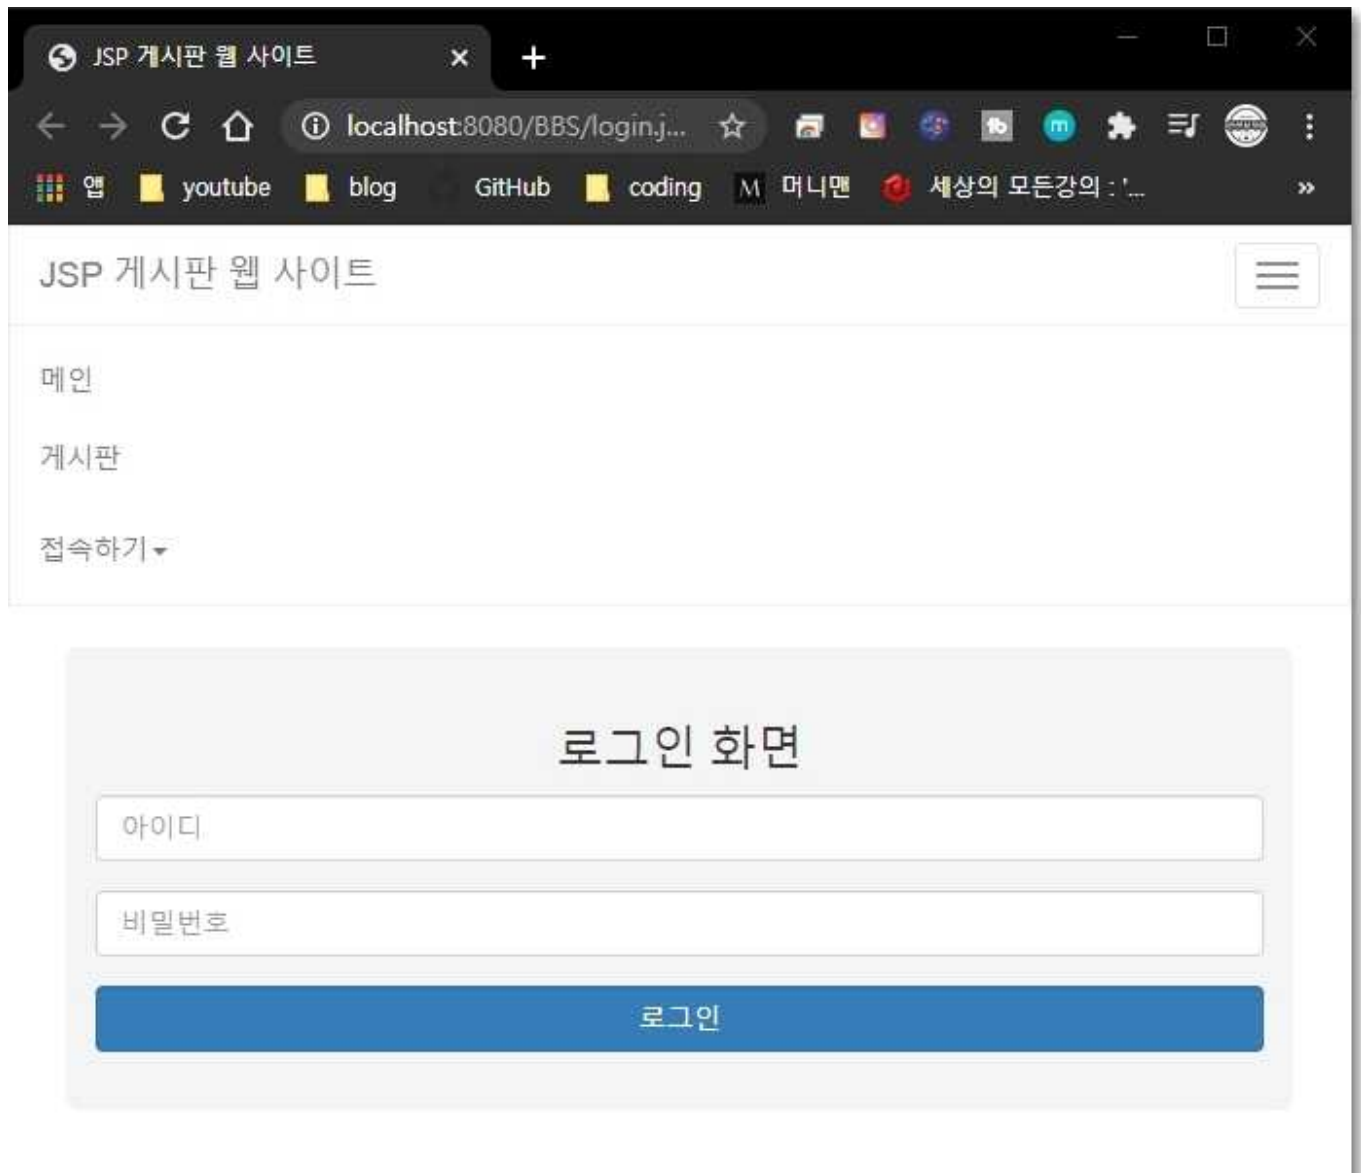 JSP 게시판 웹 사이트
localhost:8080/BBS/login.j...
앱 youtube blog GitHub coding M 머니맨 세상의 모든강의 : '... »
JSP 게시판 웹 사이트
메인
게시판
접속하기
로그인 화면
아이디
비밀번호
로그인